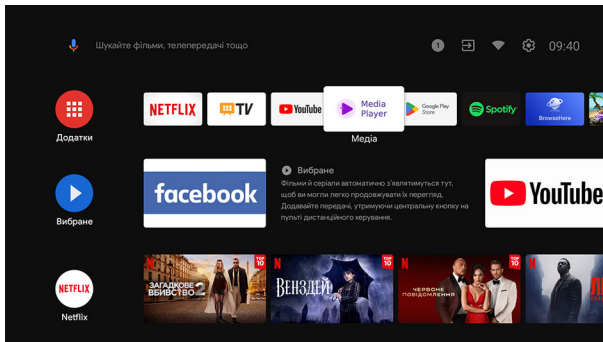 Шукайте фільми, телепередачі тощо
1
09:40
NETFLIX
TV
YouTube
Media
Player
Google Play
Store
Spotify
BrowseHere
Додатки
Медіа
facebook
Вибране
Фільми й серіали автоматично з'являтимуться тут,
щоб ви могли легко продовжувати їх перегляд.
Додавайте передачі, утримуючи центральну кнопку на
пульті дистанційного керування.
YouTube
Вибране
NETFLIX
Netflix
N
TOP
10
ЗАГАДКОВЕ
ВБИВСТВО 2
N
TOP
10
ВЕНЗДЕЙ
N
TOP
10
ЧЕРВОНЕ
ПОВІДОМЛЕННЯ
N